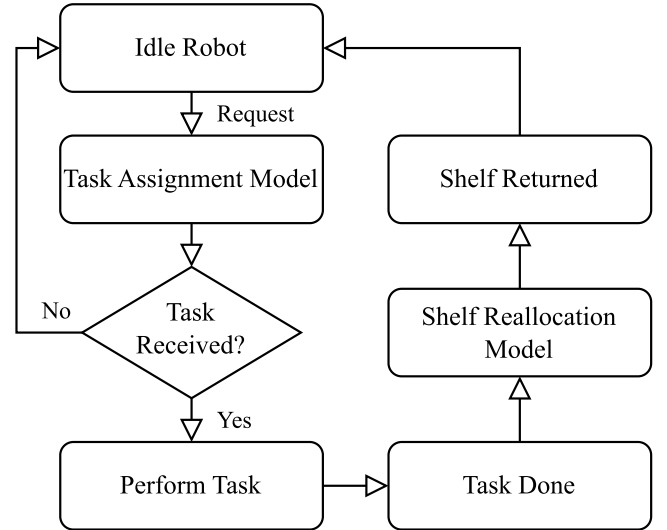 Idle Robot
Request
Task Assignment Model
Shelf Returned
No
Task
Received?
Shelf Reallocation
Model
Yes
Perform Task
Task Done